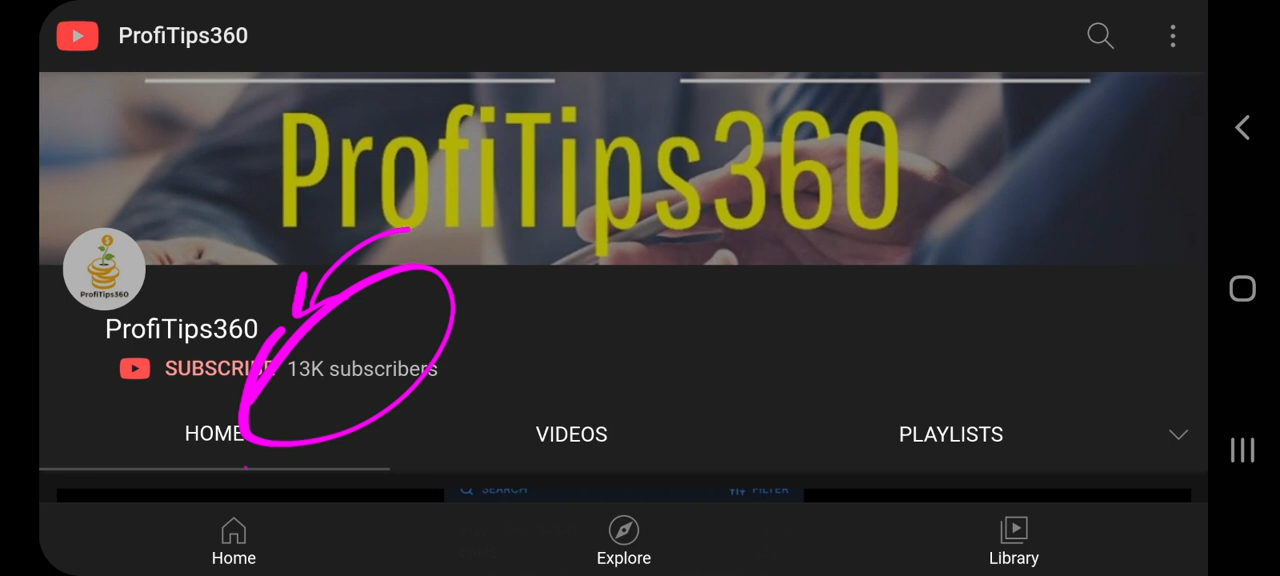 ProfiTips360
ProfiTips360
ProfiTips360
ProfiTips360
SUBSCRIBE 13K subscribers
HOME VIDEOS PLAYLISTS
SEARCH FILTER
Home Explore Library